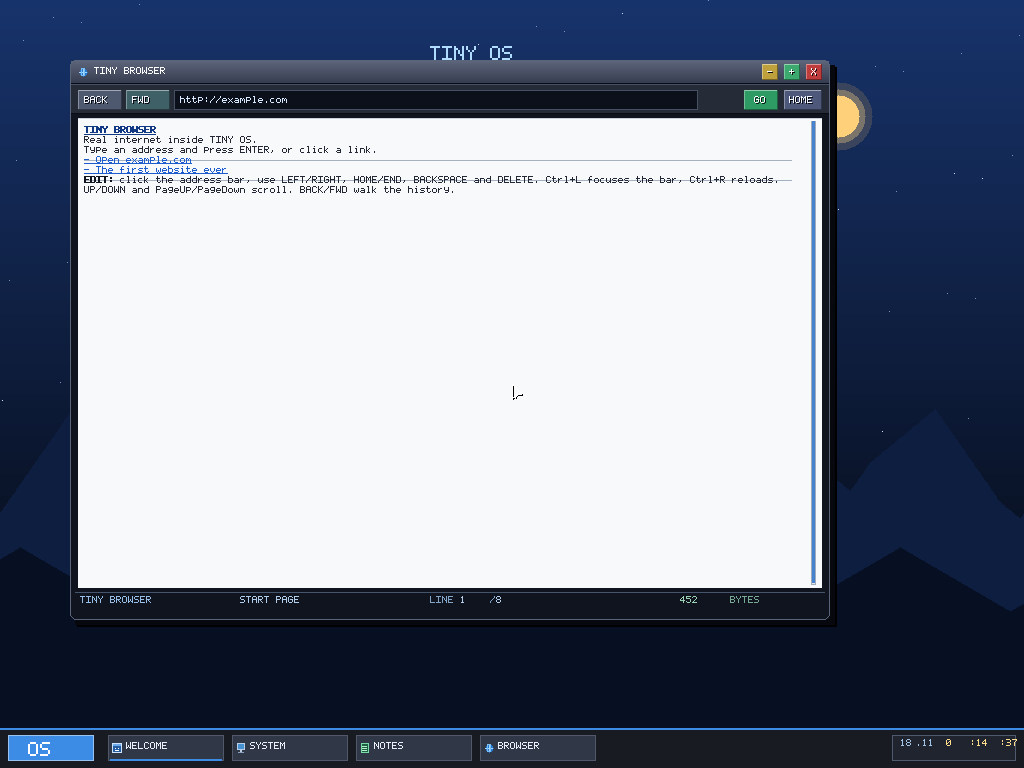 TINY OS
TINY BROWSER
BACK FWD http://example.com GO HOME
TINY BROWSER
Real internet inside TINY OS.
Type an address and press ENTER, or click a link.
- Open example.com
- The first website ever
EDIT: click the address bar, use LEFT/RIGHT, HOME/END, BACKSPACE and DELETE. Ctrl+L focuses the bar, Ctrl+R reloads.
UP/DOWN and PageUP/PageDown scroll. BACK/FWD walk the history.
TINY BROWSER START PAGE LINE 1 /8 452 BYTES
OS WELCOME SYSTEM NOTES BROWSER 18 .11 0 :14 :37